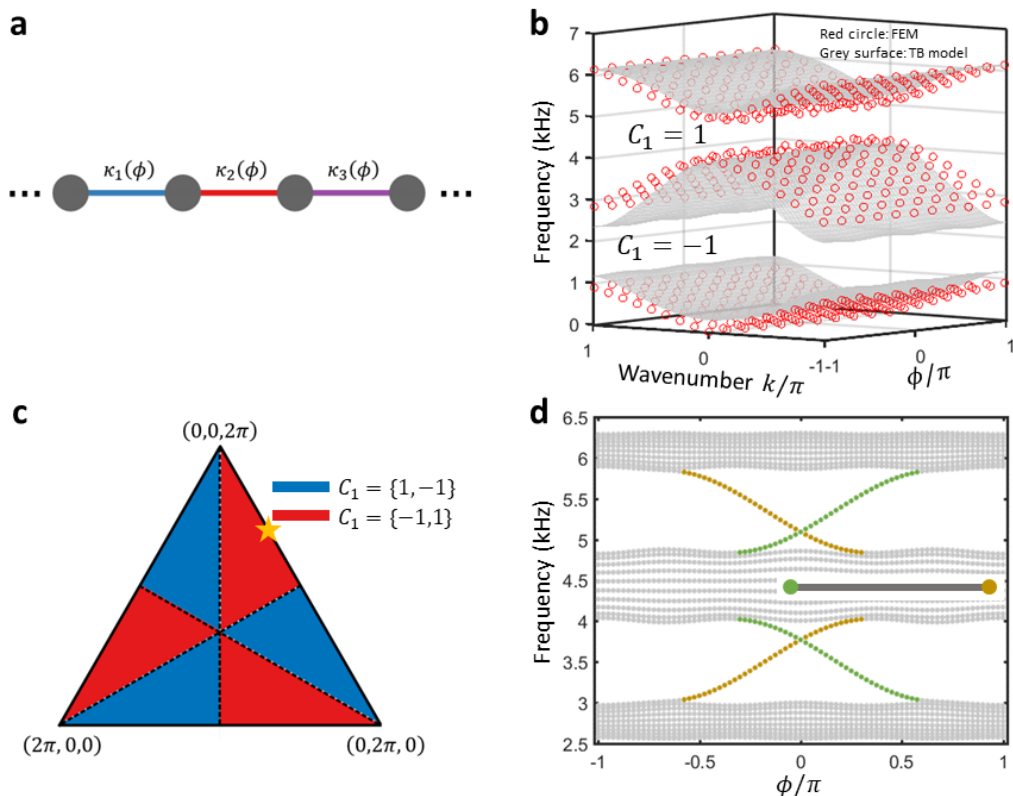 a
κ₁(ϕ) κ₂(ϕ) κ₃(ϕ)
... ...
b
Red circle: FEM
Grey surface: TB model
7
6
5
4
3
2
1
0
Frequency (kHz)
C₁ = 1
C₁ = −1
1 0 -1 -1 0 1
Wavenumber k/π
ϕ/π
c
(0,0,2π)
C₁ = {1, −1}
C₁ = {−1,1}
(2π, 0,0) (0,2π, 0)
d
6.5
6
5.5
5
4.5
4
3.5
3
2.5
Frequency (kHz)
-1 -0.5 0 0.5 1
ϕ/π